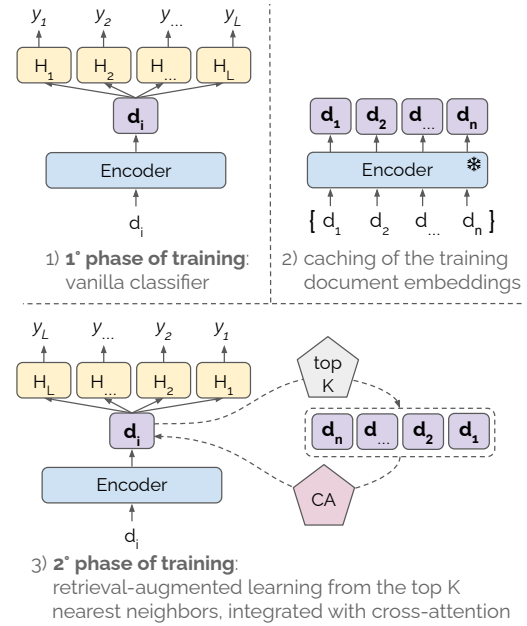 y1 y2 y... yL
H1 H2 H... HL
di
Encoder
di
1) 1° phase of training:
vanilla classifier
d1 d2 d... dn
Encoder
{ d1 d2 d... dn }
2) caching of the training
document embeddings
yL y... y2 y1
HL H... H2 H1
di
Encoder
di
top
K
dn d... d2 d1
CA
3) 2° phase of training:
retrieval-augmented learning from the top K
nearest neighbors, integrated with cross-attention